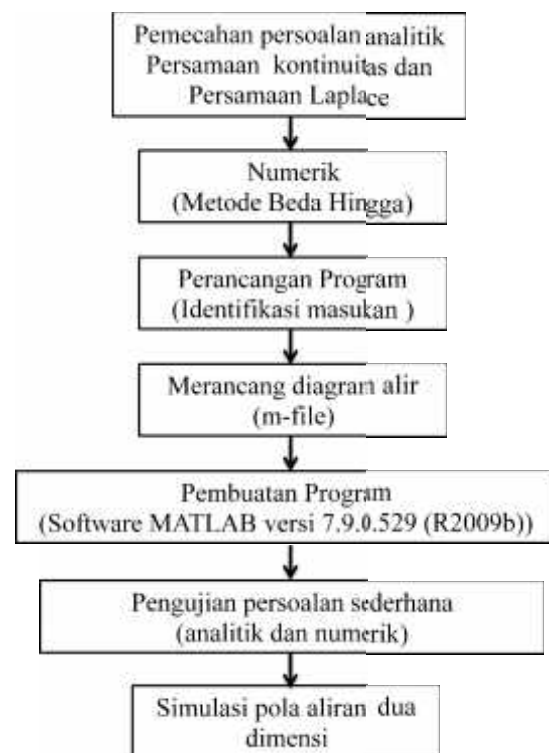 Pemecahan persoalan analitik
Persamaan kontinuitas dan
Persamaan Laplace
Numerik
(Metode Beda Hingga)
Perancangan Program
(Identifikasi masukan )
Merancang diagram alir
(m-file)
Pembuatan Program
(Software MATLAB versi 7.9.0.529 (R2009b))
Pengujian persoalan sederhana
(analitik dan numerik)
Simulasi pola aliran dua
dimensi